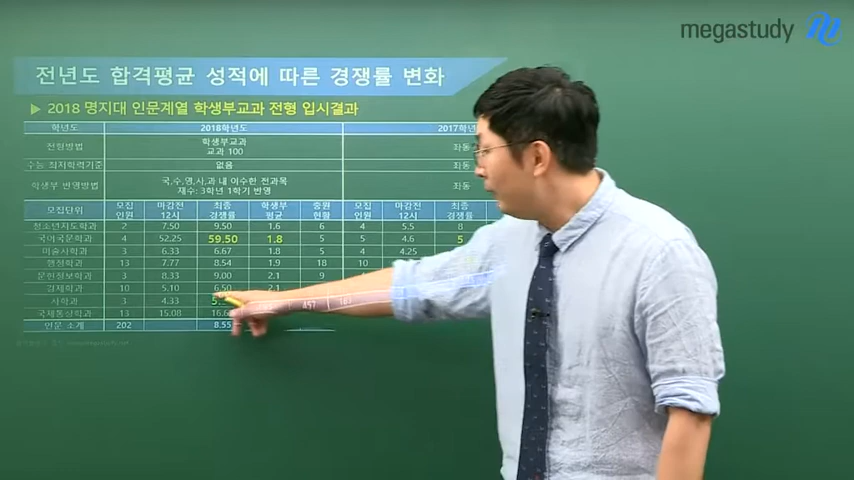 megastudy
전년도 합격평균 성적에 따른 경쟁률 변화
▶ 2018 명지대 인문계열 학생부교과 전형 입시결과
학년도 2018학년도 2017학년
전형방법 학생부교과 교과 100 좌동
수능 최저학력기준 없음 좌동
학생부 반영방법 국,수,영,사,과 내 이수한 전과목 재수: 3학년 1학기 반영 좌동
모집단위 모집인원 마감전 12시 최종 경쟁률 학생부 평균 충원 현황 모집인원 마감전 12시 최종 경쟁률
청소년지도학과 2 7.50 9.50 1.6 6 4 5.5 8
국어국문학과 4 52.25 59.50 1.8 5 5 4.6 5
미술사학과 3 6.33 6.67 1.8 5 4 4.25
행정학과 13 7.77 8.54 1.9 18 10
문헌정보학과 3 8.33 9.00 2.1 9
경제학과 10 5.10 6.50 2.1
사학과 3 4.33
국제통상학과 13 15.08
인문 소계 202 8.55